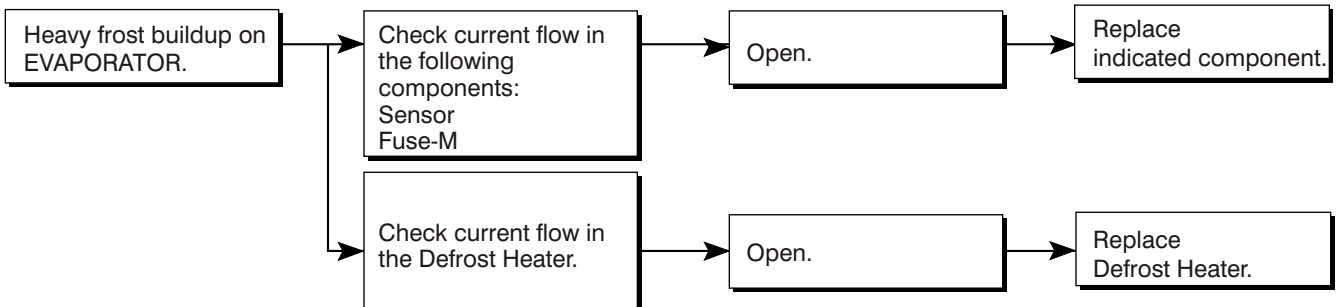 Heavy frost buildup on
EVAPORATOR.
Check current flow in
the following
components:
Sensor
Fuse-M
Open.
Replace
indicated component.
Check current flow in
the Defrost Heater.
Open.
Replace
Defrost Heater.